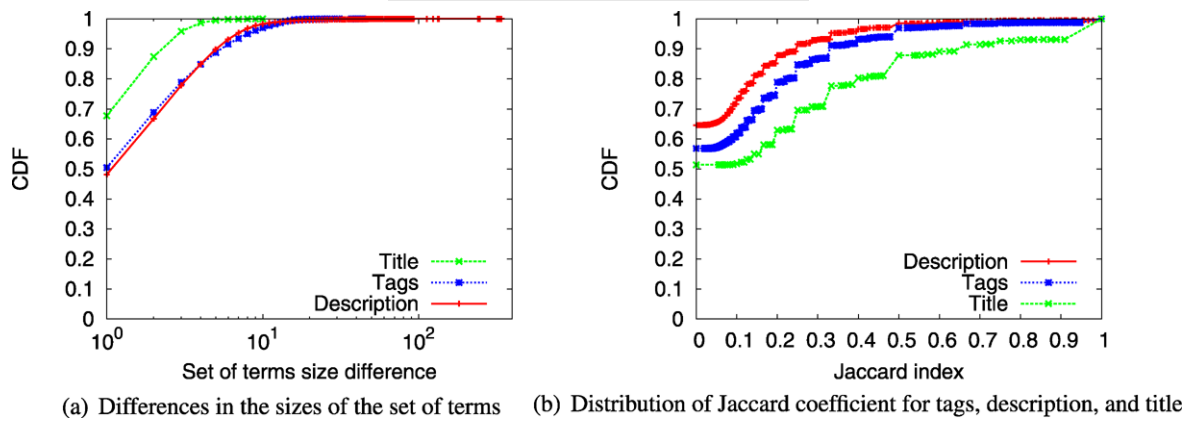 1
0.9
0.8
0.7
0.6
0.5
0.4
0.3
0.2
0.1
0
CDF
Title
Tags
Description
10^0 10^1 10^2
Set of terms size difference
(a) Differences in the sizes of the set of terms
1
0.9
0.8
0.7
0.6
0.5
0.4
0.3
0.2
0.1
0
CDF
Description
Tags
Title
0 0.1 0.2 0.3 0.4 0.5 0.6 0.7 0.8 0.9 1
Jaccard index
(b) Distribution of Jaccard coefficient for tags, description, and title